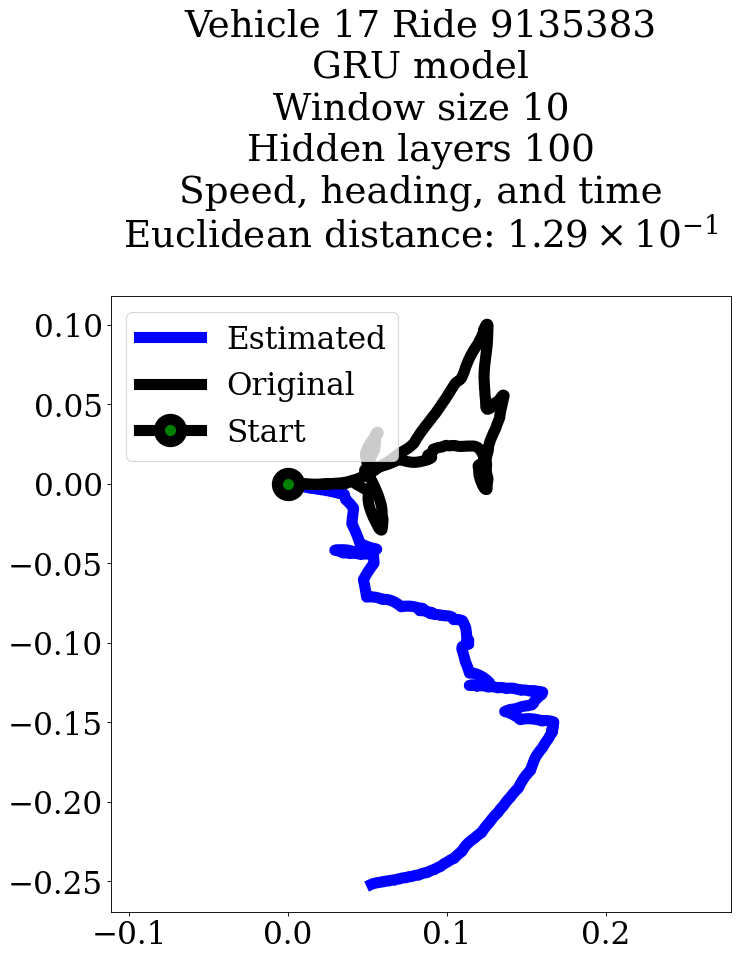 Vehicle 17 Ride 9135383
GRU model
Window size 10
Hidden layers 100
Speed, heading, and time
Euclidean distance: 1.29 × 10⁻¹
Estimated
Original
Start
0.10
0.05
0.00
−0.05
−0.10
−0.15
−0.20
−0.25
−0.1
0.0
0.1
0.2